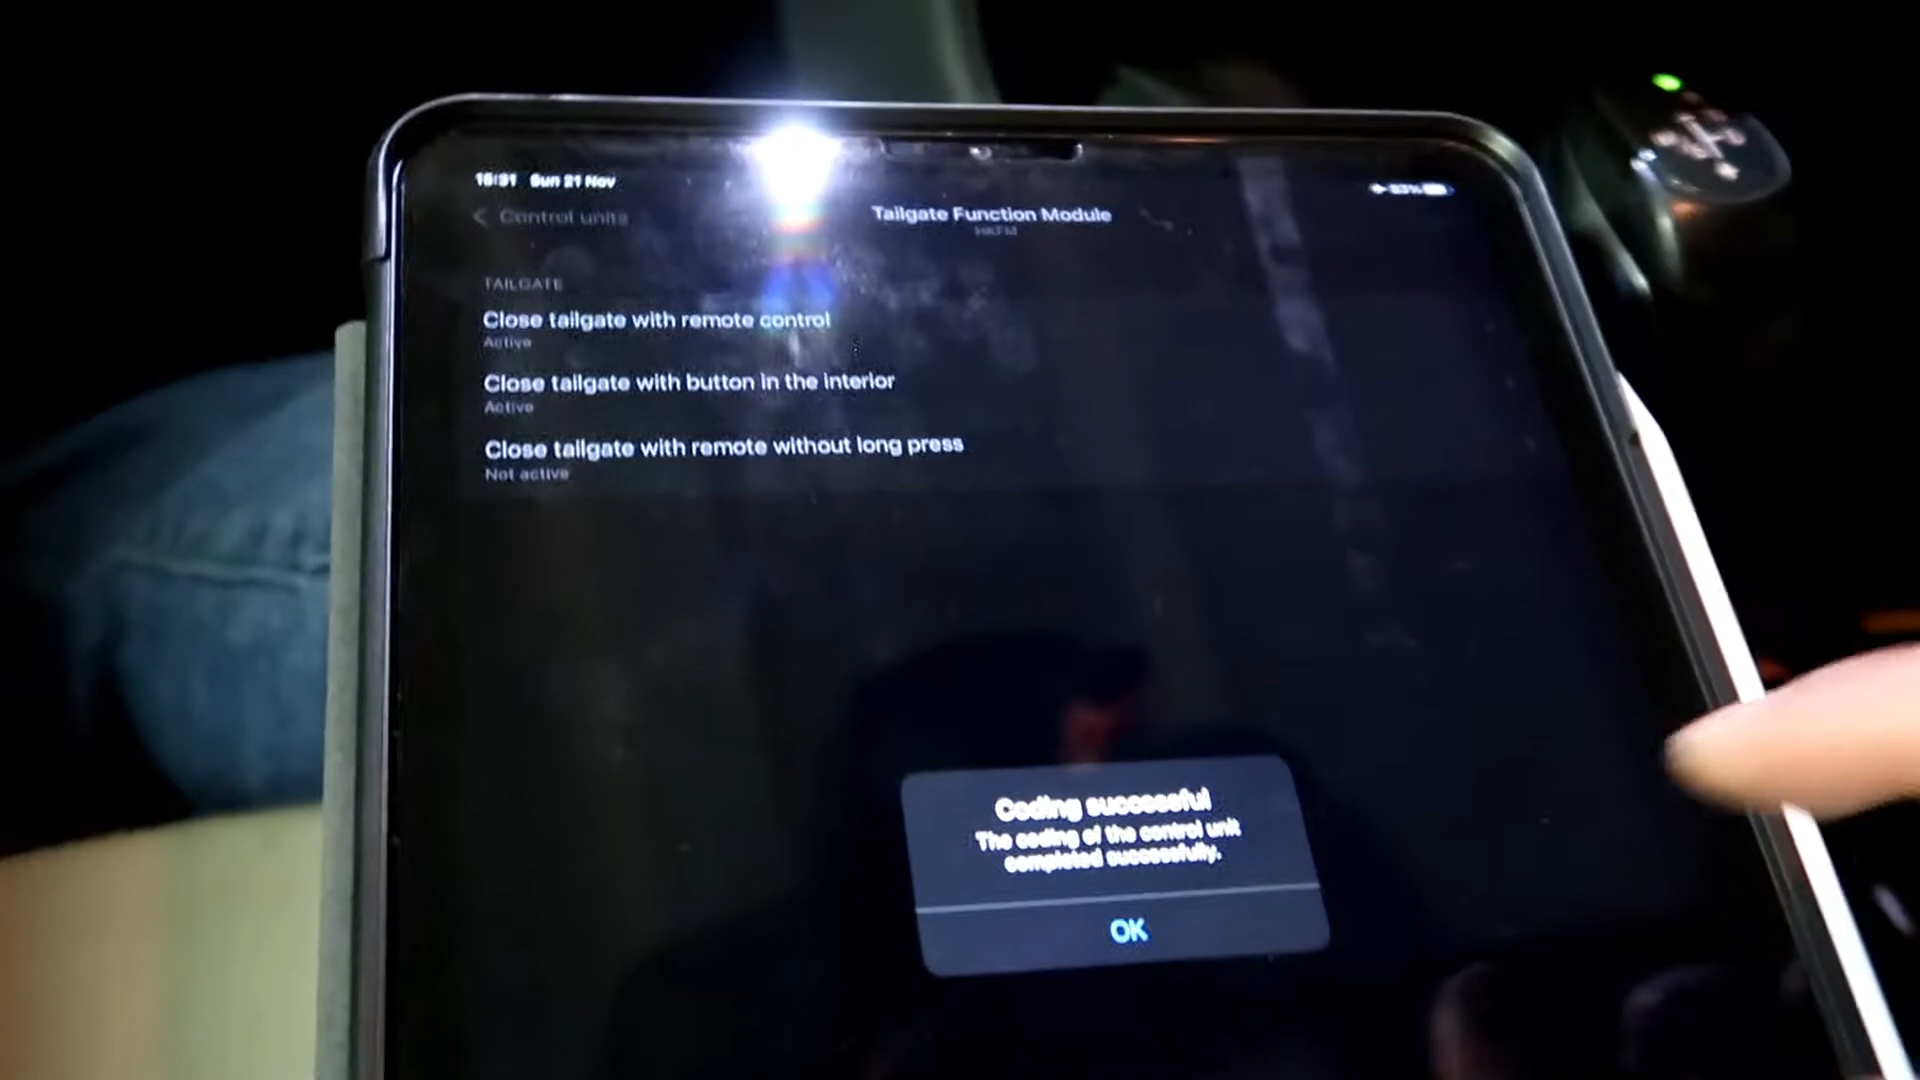 16:31 Sun 21 Nov
93%
Control units
Tailgate Function Module
HKFM
TAILGATE
Close tailgate with remote control
Active
Close tailgate with button in the interior
Active
Close tailgate with remote without long press
Not active
Coding successful
The coding of the control unit
completed successfully.
OK